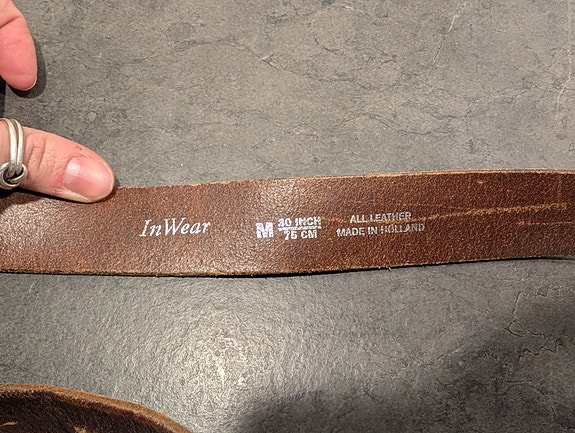 InWear
M 30 INCH
75 CM
ALL LEATHER
MADE IN HOLLAND